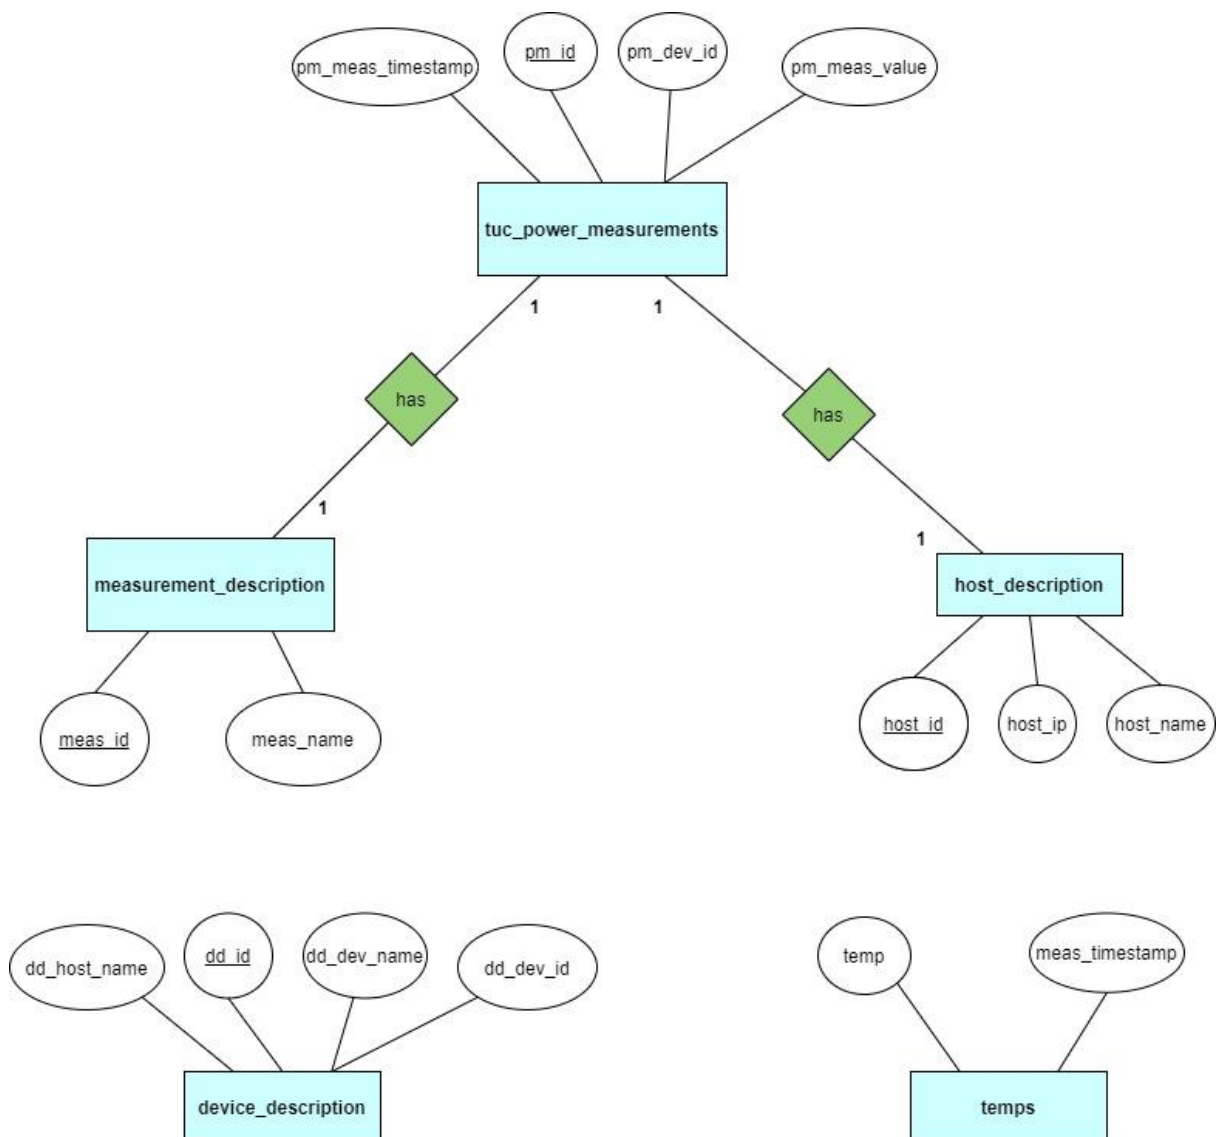 pm_meas_timestamp
pm_id
pm_dev_id
pm_meas_value
tuc_power_measurements
1
1
has
has
1
1
measurement_description
host_description
meas_id
meas_name
host_id
host_ip
host_name
dd_host_name
dd_id
dd_dev_name
dd_dev_id
temp
meas_timestamp
device_description
temps